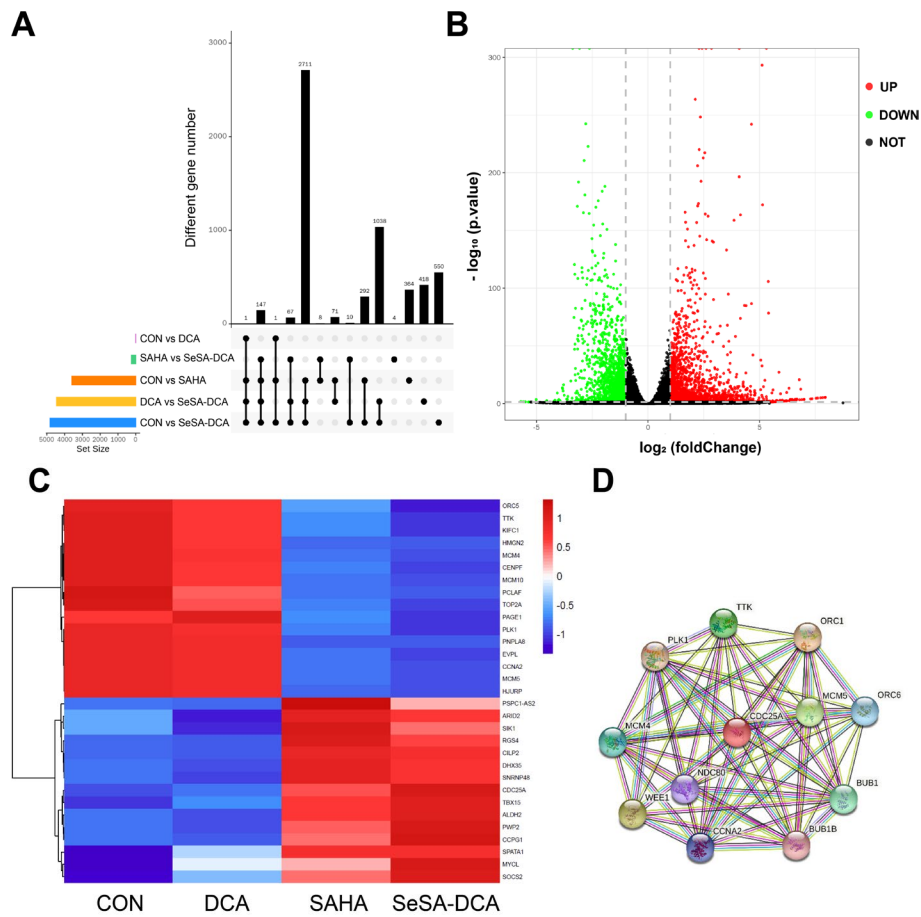 A
3000
2000
1000
0
Different gene number
1
147
1
67
2711
8
71
10
292
1038
4
364
418
550
CON vs DCA
SAHA vs SeSA-DCA
CON vs SAHA
DCA vs SeSA-DCA
CON vs SeSA-DCA
5000 4000 3000 2000 1000 0
Set Size
B
300
200
100
0
- log₁₀ (p.value)
-5 0 5
log₂ (foldChange)
UP
DOWN
NOT
C
ORC5
TTK
KIFC1
HMGN2
MCM4
CENPF
MCM10
PCLAF
TOP2A
PAGE1
PLK1
PNPLA8
EVPL
CCNA2
MCM5
HJURP
PSPC1-AS2
ARID2
SIK1
RGS4
CILP2
DHX35
SNRNP48
CDC25A
TBX15
ALDH2
PWP2
CCPG1
SPATA1
MYCL
SOCS2
1
0.5
0
-0.5
-1
CON DCA SAHA SeSA-DCA
D
TTK
ORC1
PLK1
MCM5
ORC6
CDC25A
MCM4
NDC80
BUB1
WEE1
CCNA2
BUB1B